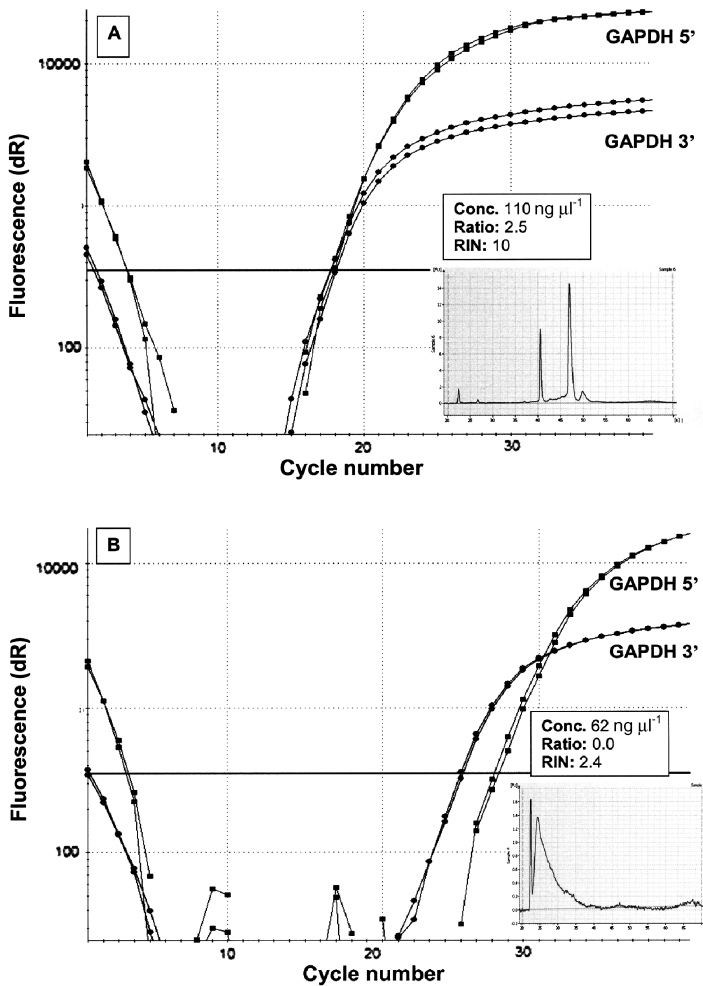 A
GAPDH 5’
GAPDH 3’
10000
100
Fluorescence (dR)
Conc. 110 ng µl-1
Ratio: 2.5
RIN: 10
Sample 6
10
20
30
Cycle number
B
GAPDH 5’
GAPDH 3’
10000
100
Fluorescence (dR)
Conc. 62 ng µl-1
Ratio: 0.0
RIN: 2.4
10
20
30
Cycle number